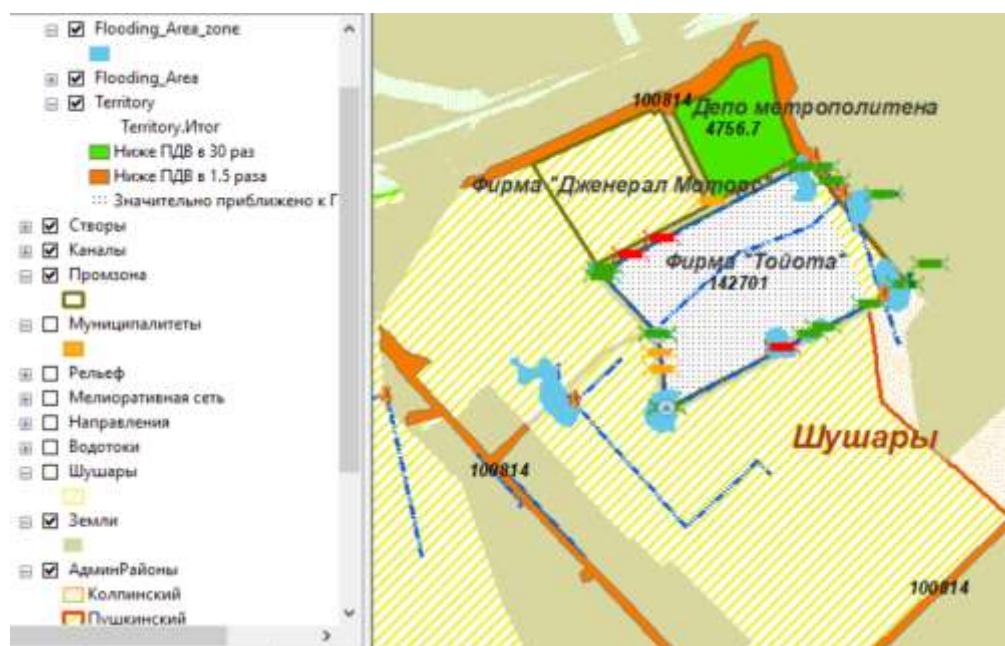 Flooding_Area_zone
Flooding_Area
Territory
Territory.Итог
Ниже ПДВ в 30 раз
Ниже ПДВ в 1.5 раза
Значительно приближено к Г
Створы
Каналы
Промзона
Муниципалитеты
Рельеф
Мелиоративная сеть
Направления
Водотоки
Шушары
Земли
АдминРайоны
Колпинский
Пушкинский
100814
Депо метрополитена
4756.7
Фирма "Дженерал Моторс"
Фирма "Тойота"
142701
Шушары
100814
100814